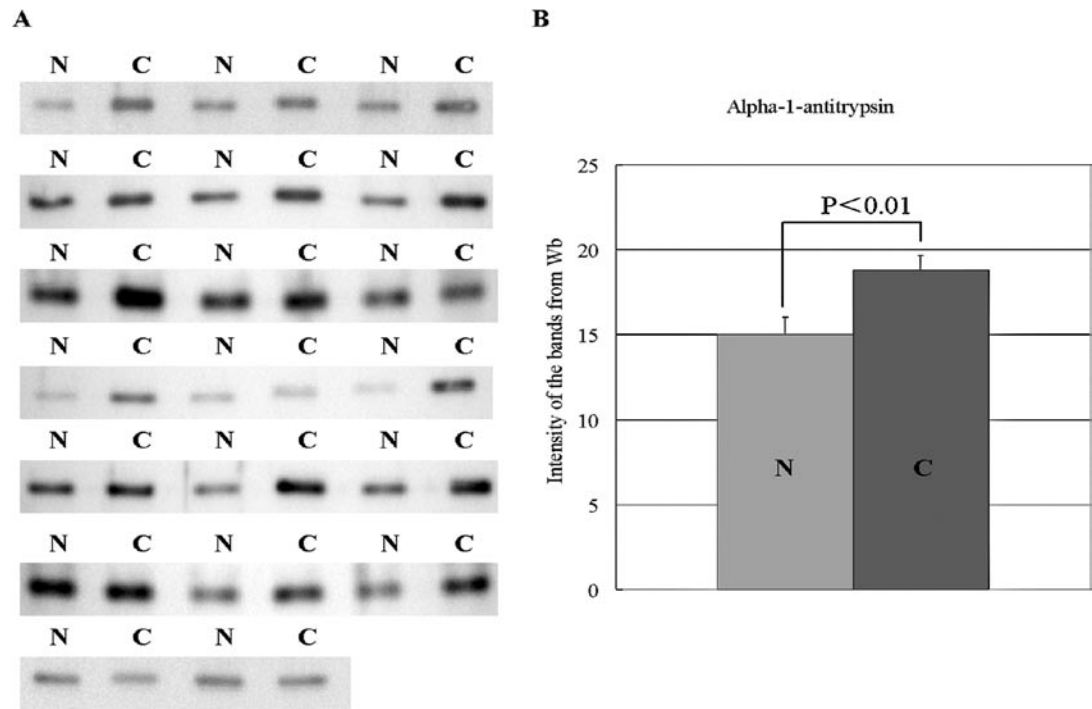 A
N C N C N C
N C N C N C
N C N C N C
N C N C N C
N C N C N C
N C N C N C
N C N C
B
Alpha-1-antitrypsin
Intensity of the bands from Wb
25
20
15
10
5
0
P<0.01
N C